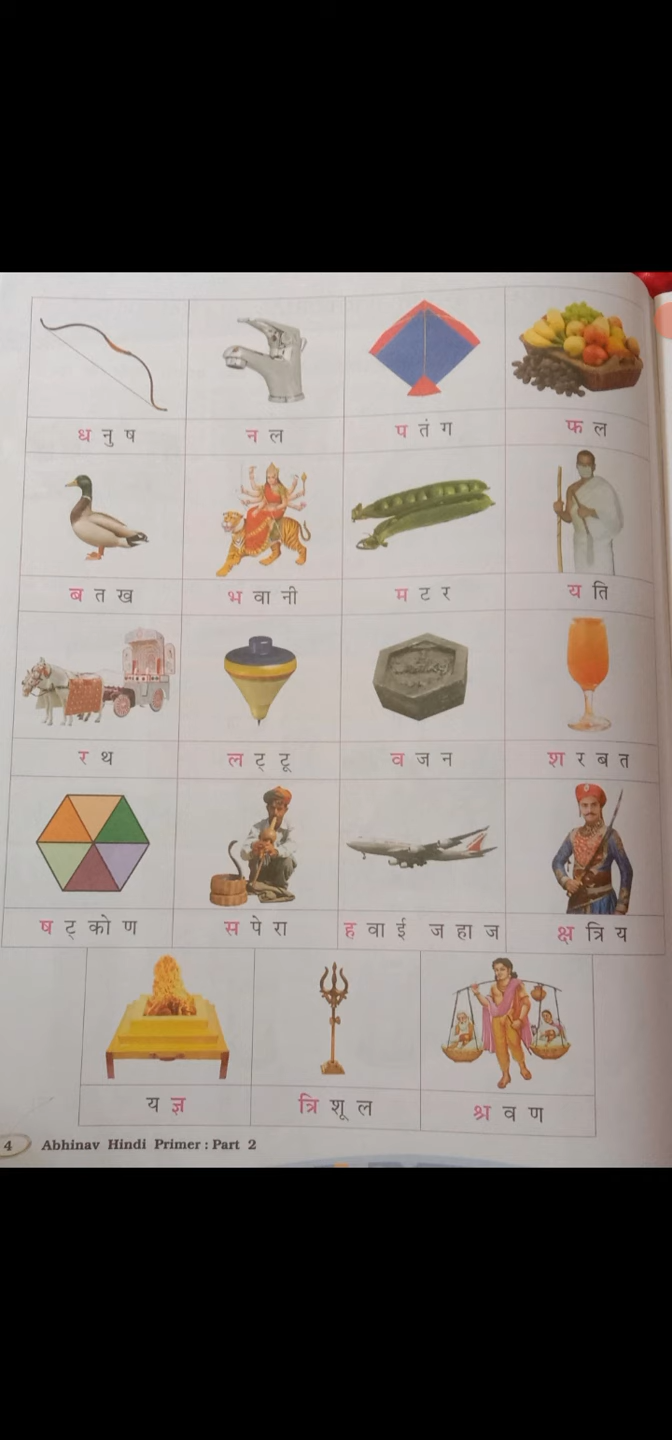 ध नु ष न ल प तं ग फ ल
ब त ख भ वा नी म ट र य ति
र थ ल ट् टू व ज न श र ब त
ष ट् को ण स पे रा ह वा ई ज हा ज क्ष त्रि य
य ज्ञ त्रि शू ल श्र व ण
4 Abhinav Hindi Primer : Part 2